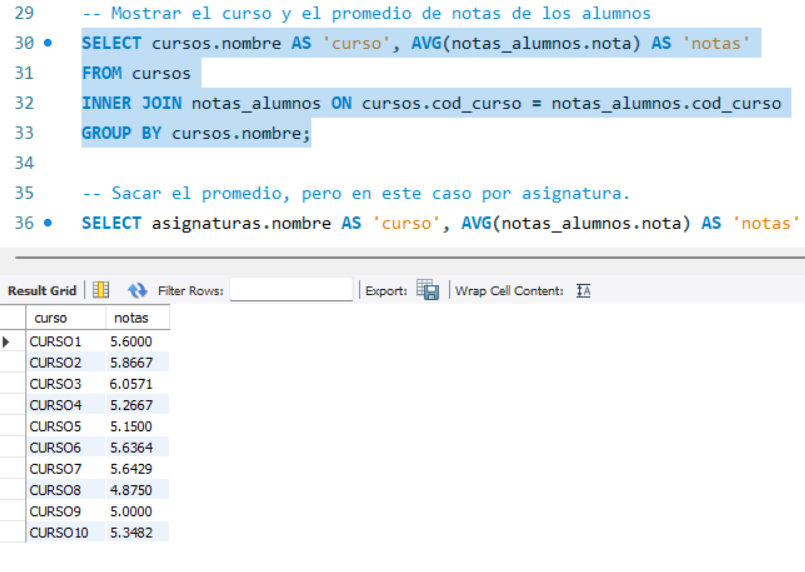 29 -- Mostrar el curso y el promedio de notas de los alumnos
30 SELECT cursos.nombre AS 'curso', AVG(notas_alumnos.nota) AS 'notas'
31 FROM cursos
32 INNER JOIN notas_alumnos ON cursos.cod_curso = notas_alumnos.cod_curso
33 GROUP BY cursos.nombre;
34
35 -- Sacar el promedio, pero en este caso por asignatura.
36 SELECT asignaturas.nombre AS 'curso', AVG(notas_alumnos.nota) AS 'notas'
Result Grid Filter Rows: Export: Wrap Cell Content: IA
curso notas
CURSO1 5.6000
CURSO2 5.8667
CURSO3 6.0571
CURSO4 5.2667
CURSO5 5.1500
CURSO6 5.6364
CURSO7 5.6429
CURSO8 4.8750
CURSO9 5.0000
CURSO10 5.3482